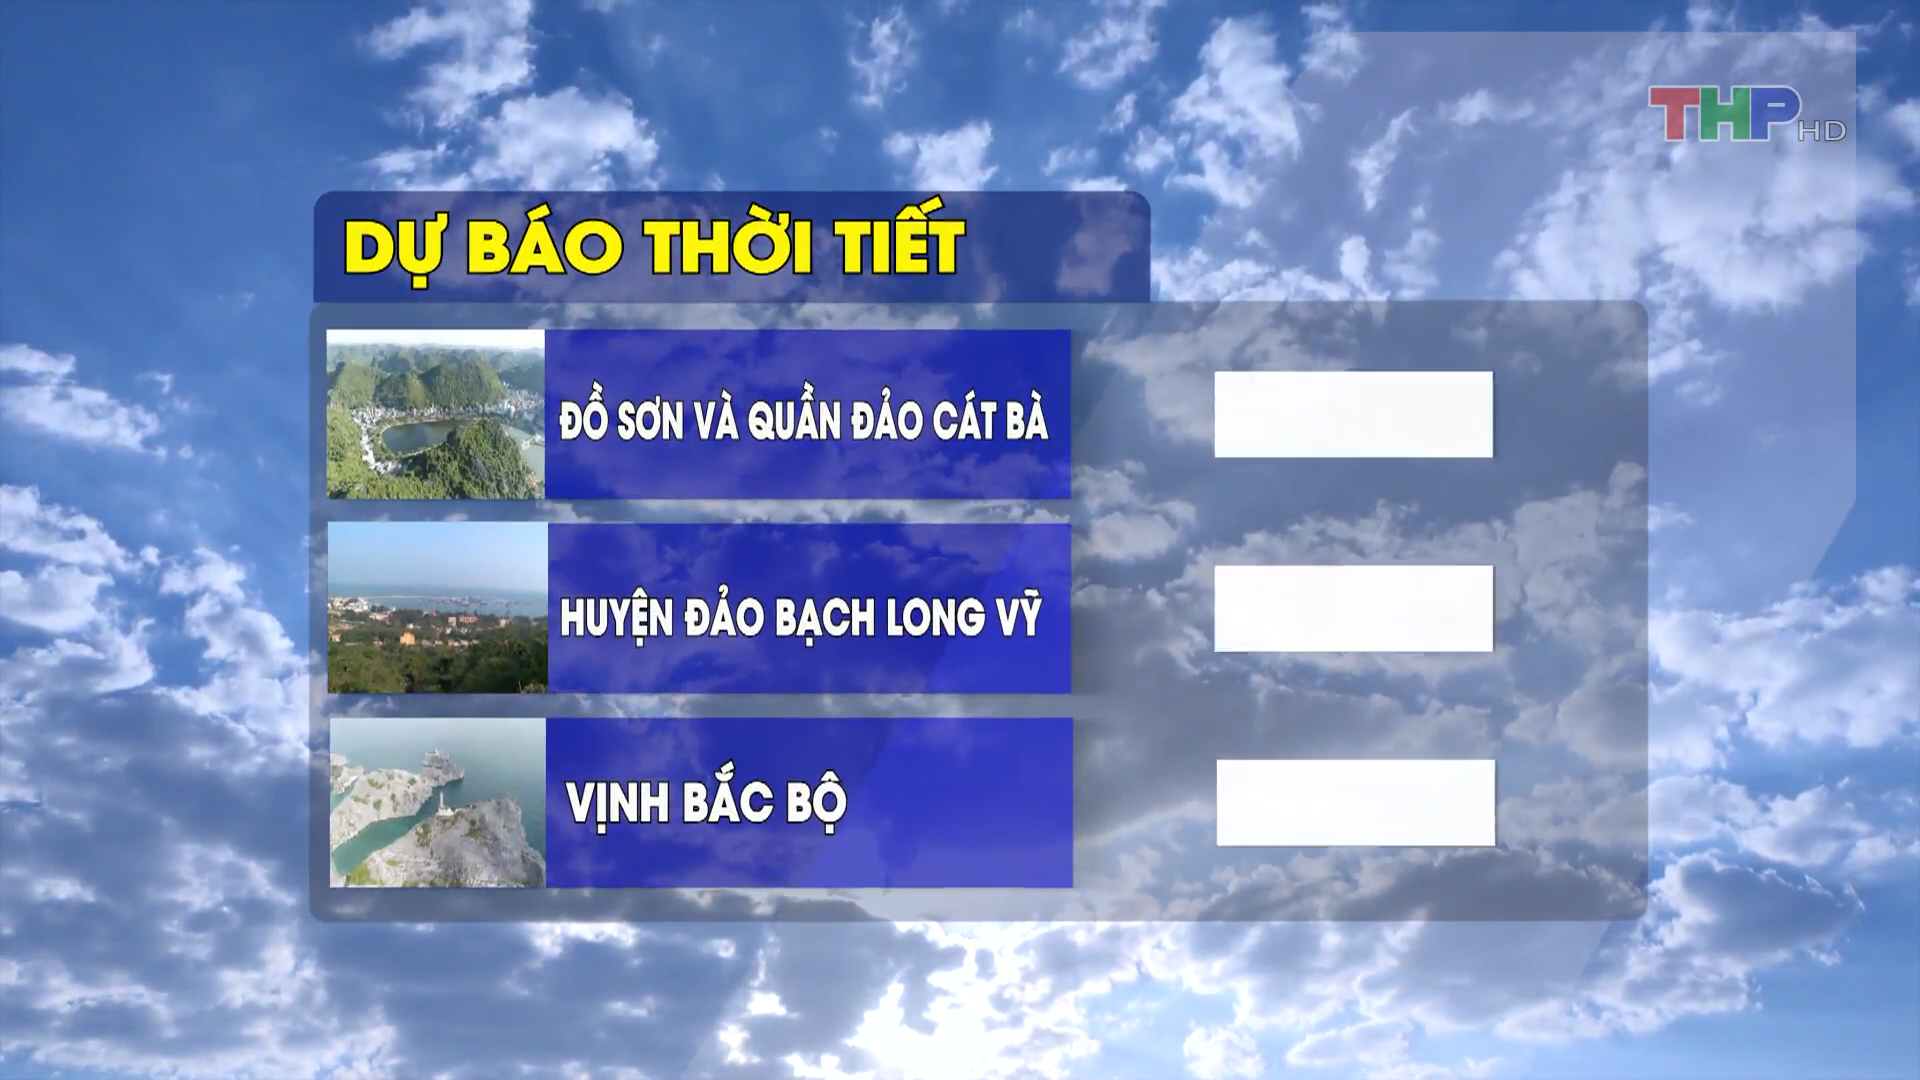 THP HD
DỰ BÁO THỜI TIẾT
ĐỒ SƠN VÀ QUẦN ĐẢO CÁT BÀ
HUYỆN ĐẢO BẠCH LONG VỸ
VỊNH BẮC BỘ